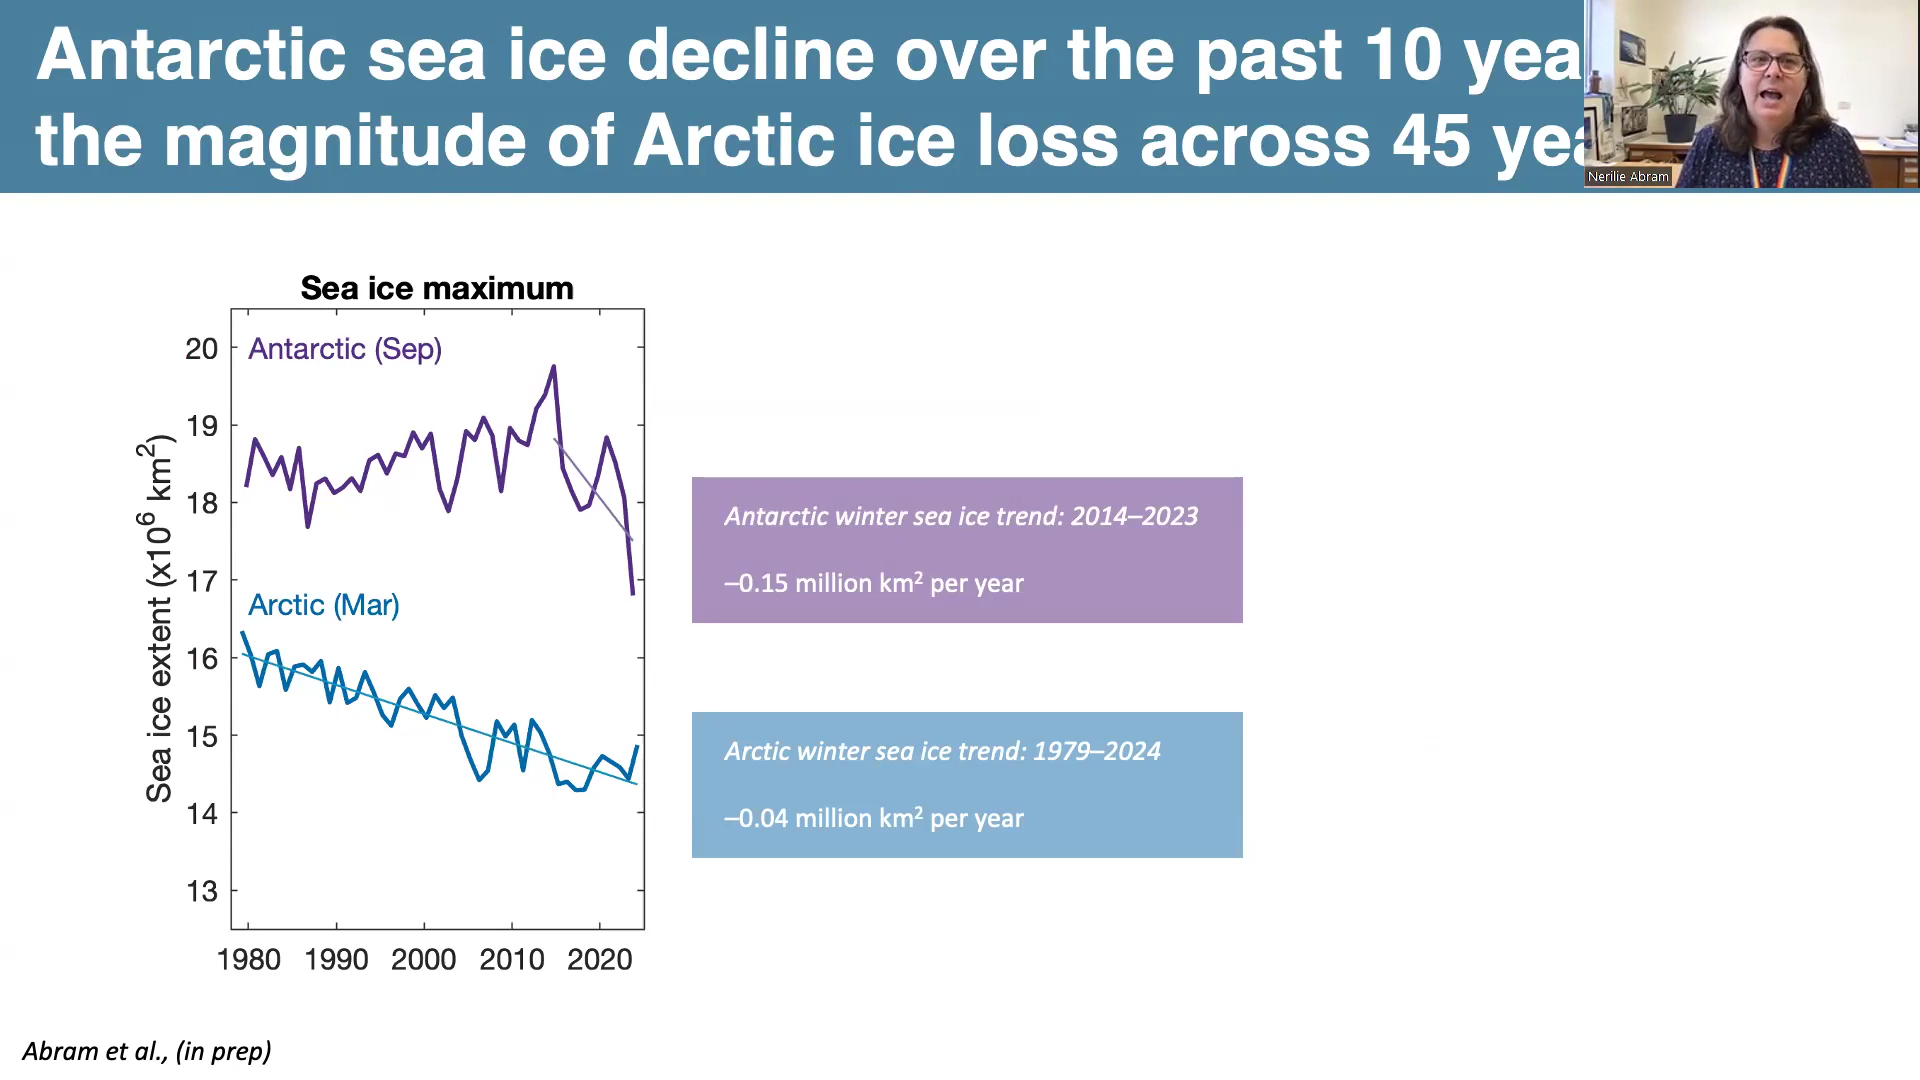 Antarctic sea ice decline over the past 10 yea
the magnitude of Arctic ice loss across 45 yea
Nerilie Abram
Sea ice maximum
Antarctic (Sep)
Arctic (Mar)
Sea ice extent (x10⁶ km²)
20
19
18
17
16
15
14
13
1980 1990 2000 2010 2020
Antarctic winter sea ice trend: 2014–2023
–0.15 million km² per year
Arctic winter sea ice trend: 1979–2024
–0.04 million km² per year
Abram et al., (in prep)